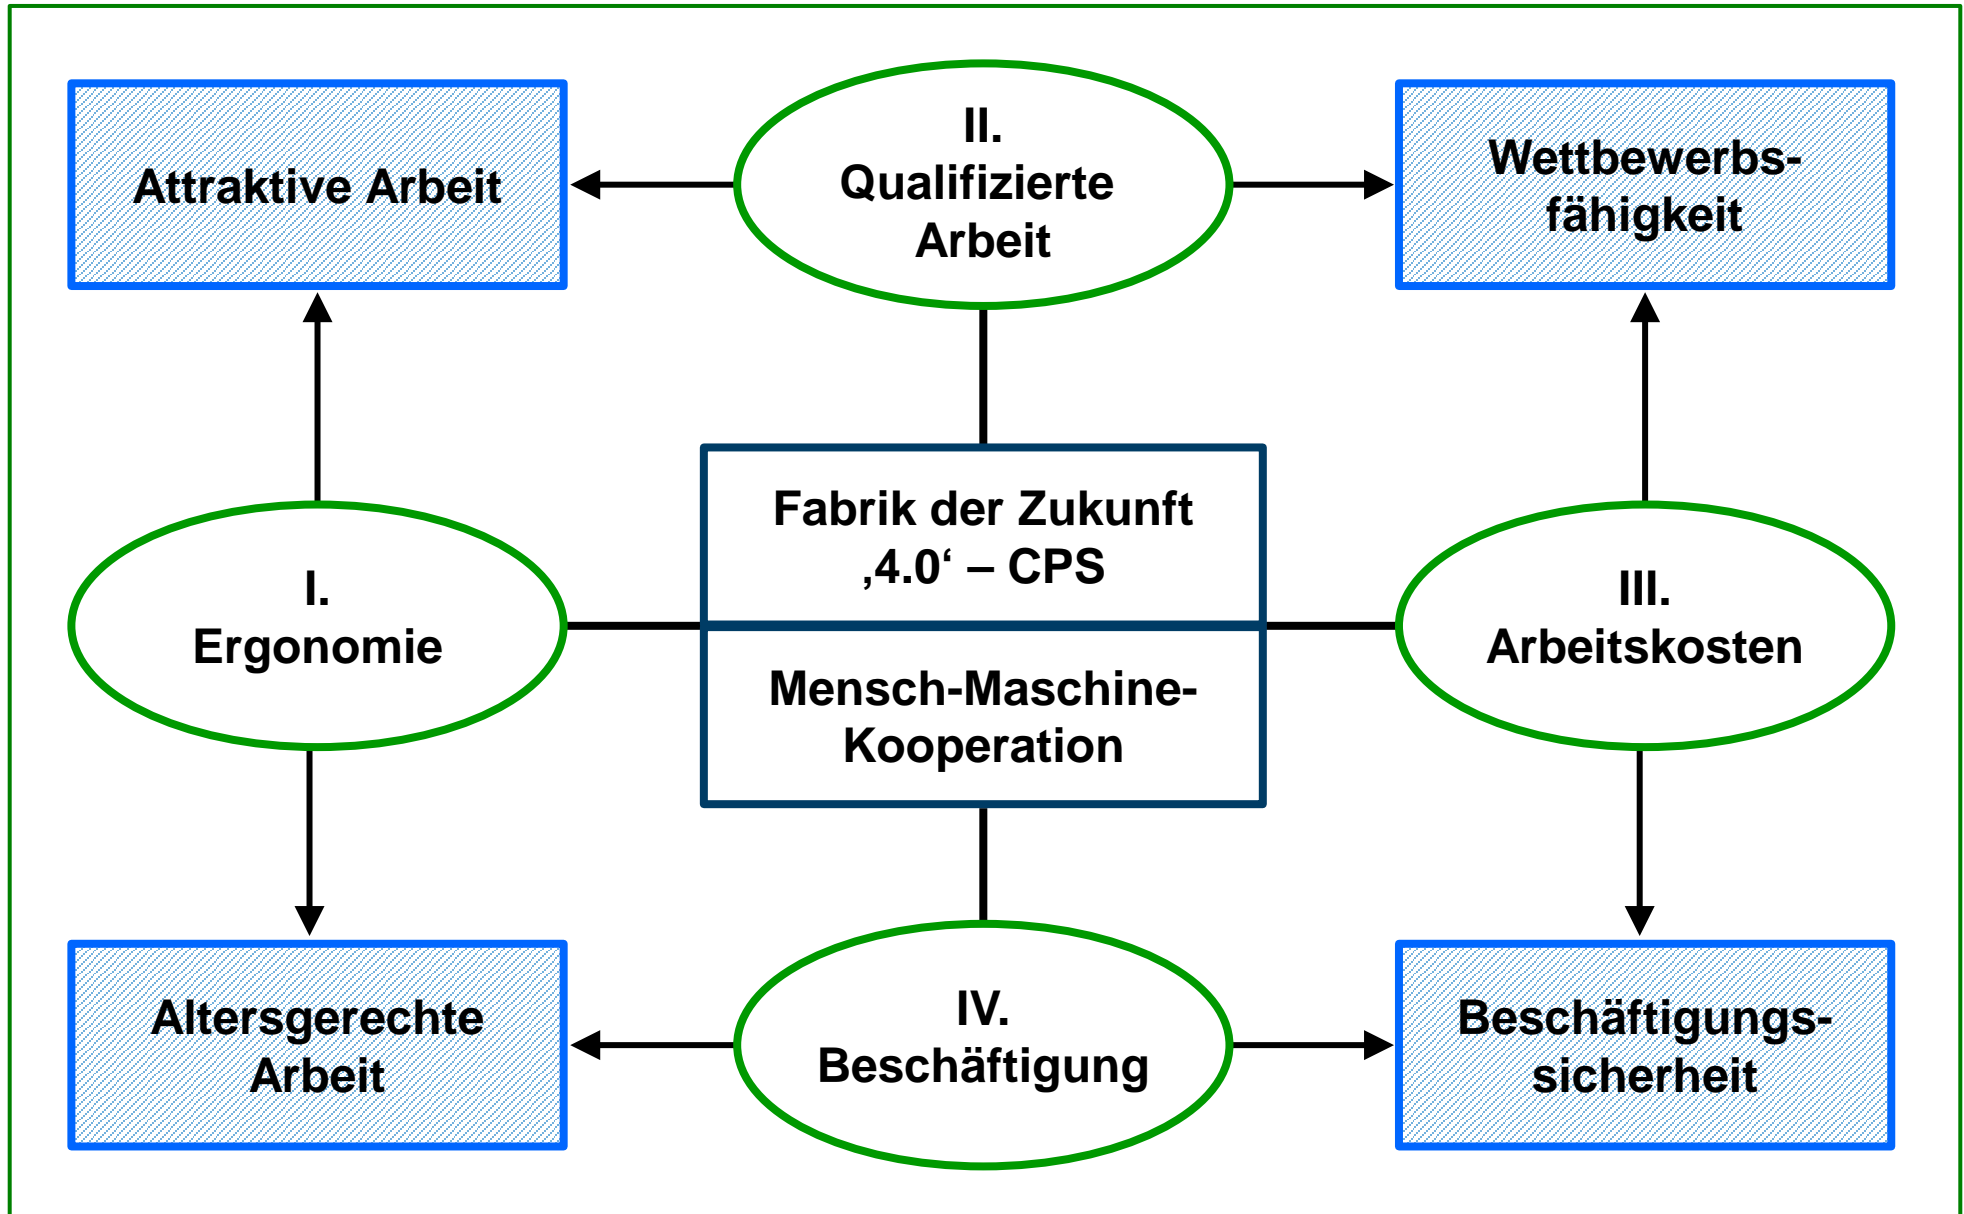 Attraktive Arbeit
II.
Qualifizierte
Arbeit
Wettbewerbs-
fähigkeit
I.
Ergonomie
Fabrik der Zukunft
‚4.0‘ – CPS
Mensch-Maschine-
Kooperation
III.
Arbeitskosten
Altersgerechte
Arbeit
IV.
Beschäftigung
Beschäftigungs-
sicherheit